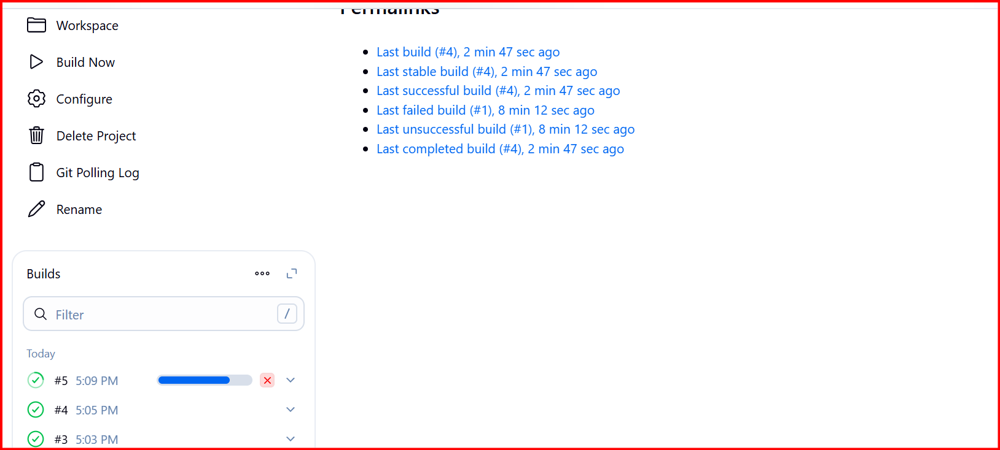 Workspace
Build Now
Configure
Delete Project
Git Polling Log
Rename
Builds
Filter
/
Today
#5 5:09 PM
#4 5:05 PM
#3 5:03 PM
Permalinks
Last build (#4), 2 min 47 sec ago
Last stable build (#4), 2 min 47 sec ago
Last successful build (#4), 2 min 47 sec ago
Last failed build (#1), 8 min 12 sec ago
Last unsuccessful build (#1), 8 min 12 sec ago
Last completed build (#4), 2 min 47 sec ago